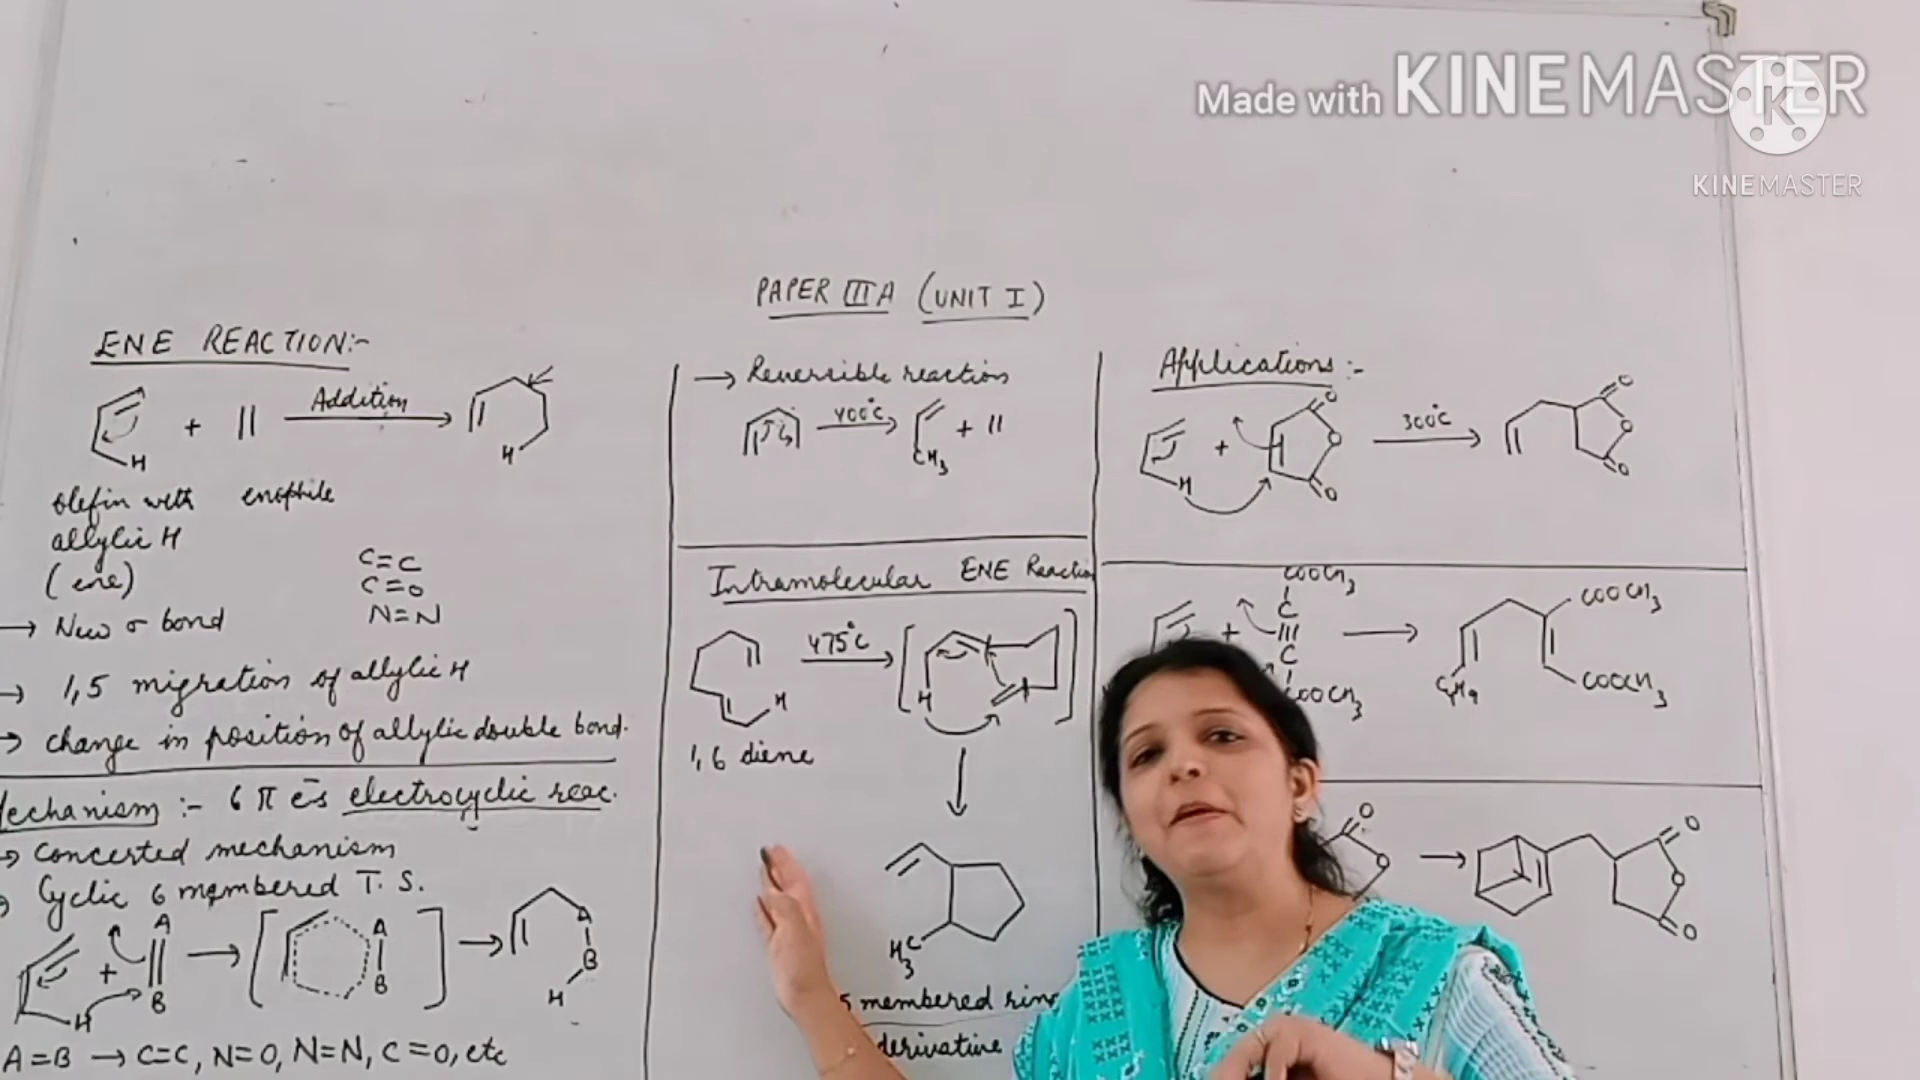 Made with KINEMASTER
KINEMASTER
PAPER III A (UNIT I)
ENE REACTION:-
+ || Addition
H
H
olefin with enophile
allylic H
(ene)
C=C
C=O
N=N
→ New σ bond
→ 1,5 migration of allylic H
→ change in position of allylic double bond.
Mechanism :- 6 π ēs electrocyclic reac.
→ Concerted mechanism
→ Cyclic 6 membered T. S.
H + A B → [A B] → A B H
A=B → C=C, N=O, N=N, C=O, etc
→ Reversible reaction
400°C
CH3
+ ||
Intramolecular ENE Reaction
H
475°C
H
1,6 diene
H3C
5 membered ring
derivative
Applications:-
H
+
O
O
O
300°C
O
O
O
+
COOCH3
C
|||
C
COOCH3
→
COOCH3
COOCH3
O
O
→
O
O
O